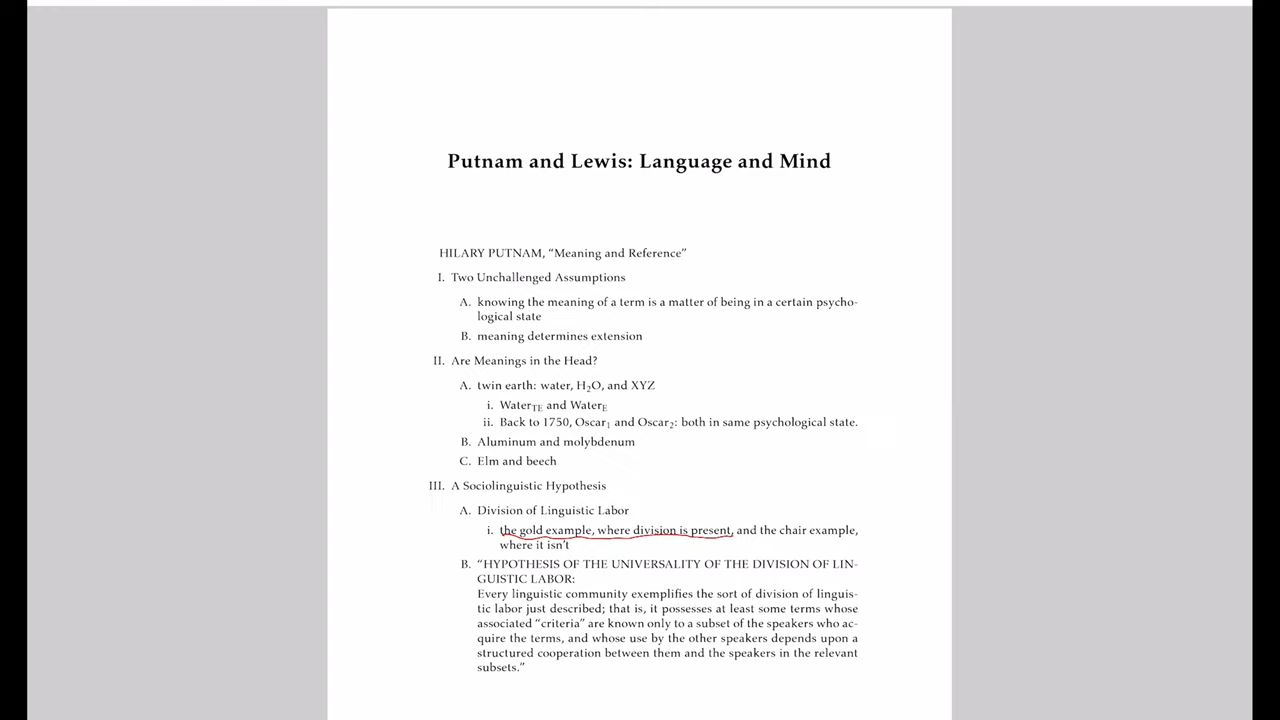 Putnam and Lewis: Language and Mind
HILARY PUTNAM, “Meaning and Reference”
I. Two Unchallenged Assumptions
A. knowing the meaning of a term is a matter of being in a certain psycho-
logical state
B. meaning determines extension
II. Are Meanings in the Head?
A. twin earth: water, H₂O, and XYZ
i. Water_TE and Water_E
ii. Back to 1750, Oscar₁ and Oscar₂: both in same psychological state.
B. Aluminum and molybdenum
C. Elm and beech
III. A Sociolinguistic Hypothesis
A. Division of Linguistic Labor
i. the gold example, where division is present, and the chair example,
where it isn’t
B. “HYPOTHESIS OF THE UNIVERSALITY OF THE DIVISION OF LIN-
GUISTIC LABOR:
Every linguistic community exemplifies the sort of division of linguis-
tic labor just described; that is, it possesses at least some terms whose
associated “criteria” are known only to a subset of the speakers who ac-
quire the terms, and whose use by the other speakers depends upon a
structured cooperation between them and the speakers in the relevant
subsets.”